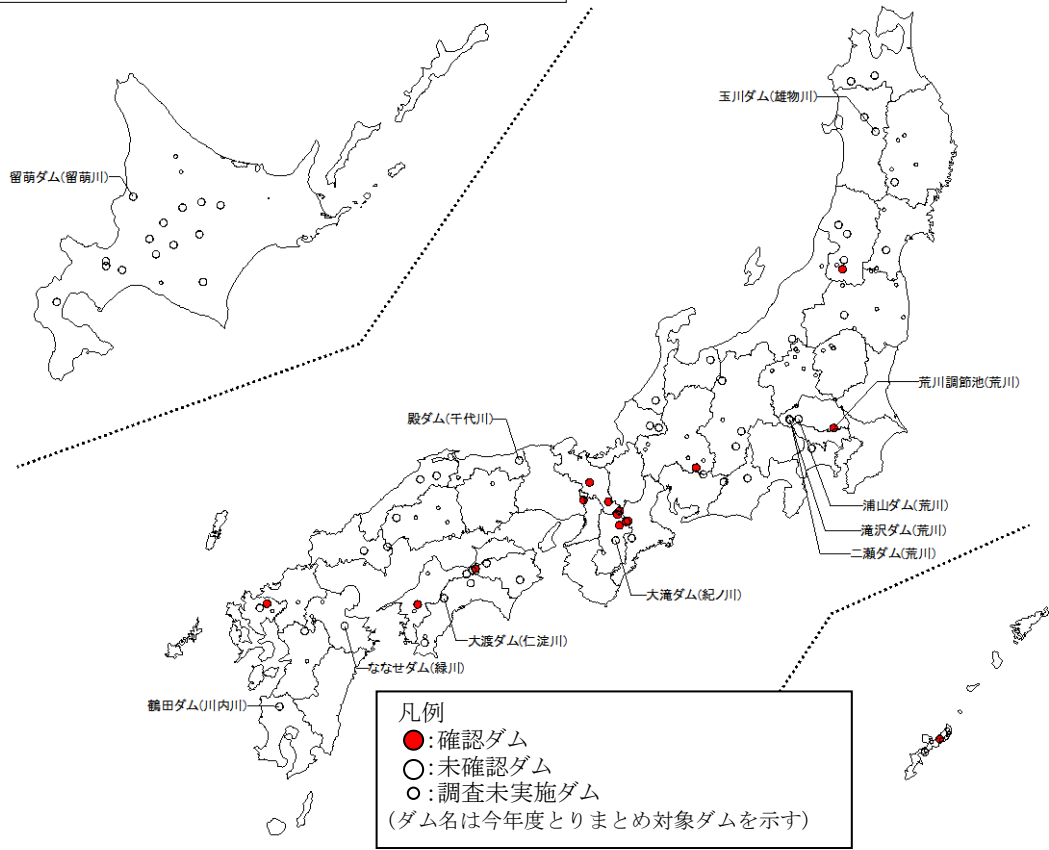 玉川ダム(雄物川)
留萌ダム(留萌川)
荒川調節池(荒川)
殿ダム(千代川)
浦山ダム(荒川)
滝沢ダム(荒川)
二瀬ダム(荒川)
大滝ダム(紀ノ川)
大渡ダム(仁淀川)
ななせダム(緑川)
鶴田ダム(川内川)
凡例
:確認ダム
:未確認ダム
:調査未実施ダム
(ダム名は今年度とりまとめ対象ダムを示す)